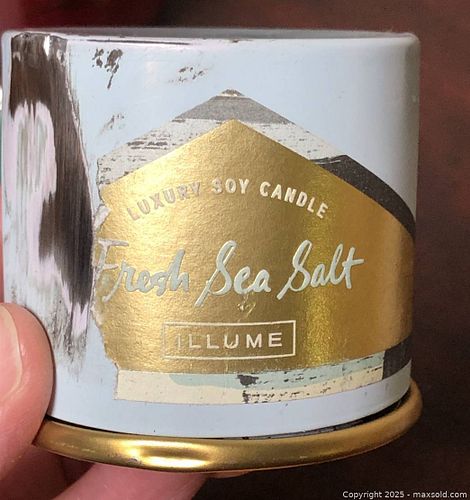 LUXURY SOY CANDLE
Fresh Sea Salt
ILLUME
Copyright 2025 - maxsold.com